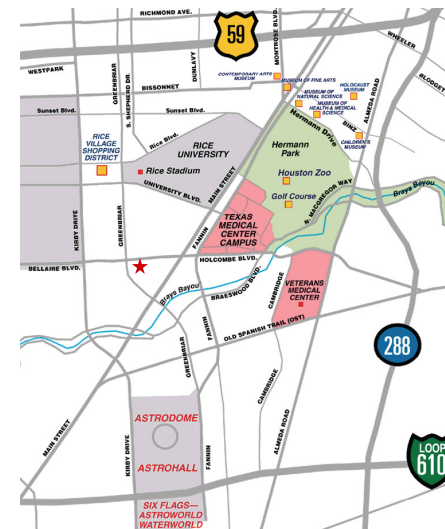 RICHMOND AVE.
59
MONTROSE BLVD.
WHEELER
WESTPARK
GREENBRIAR
S. SHEPHERD DR.
DUNLAVY
CONTEMPORARY ARTS
MUSEUM
MUSEUM OF FINE ARTS
HOLOCAUST
MUSEUM
ALMEDA ROAD
BLODGETT
BISSONNET
MUSEUM OF
NATURAL SCIENCE
MUSEUM OF
HEALTH & MEDICAL
SCIENCE
Sunset Blvd.
Sunset Blvd.
Hermann Drive
BINZ
CHILDREN'S
MUSEUM
Rice Blvd.
RICE
UNIVERSITY
Hermann
Park
RICE
VILLAGE
SHOPPING
DISTRICT
Rice Stadium
MAIN STREET
Houston Zoo
UNIVERSITY BLVD.
Golf Course
N. MACGREGOR WAY
Brays Bayou
KIRBY DRIVE
GREENBRIAR
FANNIN
TEXAS
MEDICAL
CENTER
CAMPUS
BELLAIRE BLVD.
HOLCOMBE BLVD.
BRAESWOOD BLVD.
CAMBRIDGE
VETERANS
MEDICAL
CENTER
Brays Bayou
OLD SPANISH TRAIL (OST)
GREENBRIAR
FANNIN
288
CAMBRIDGE
ALMEDA ROAD
MAIN STREET
KIRBY DRIVE
ASTRODOME
ASTROHALL
FANNIN
LOOP
610
SIX FLAGS—
ASTROWORLD
WATERWORLD